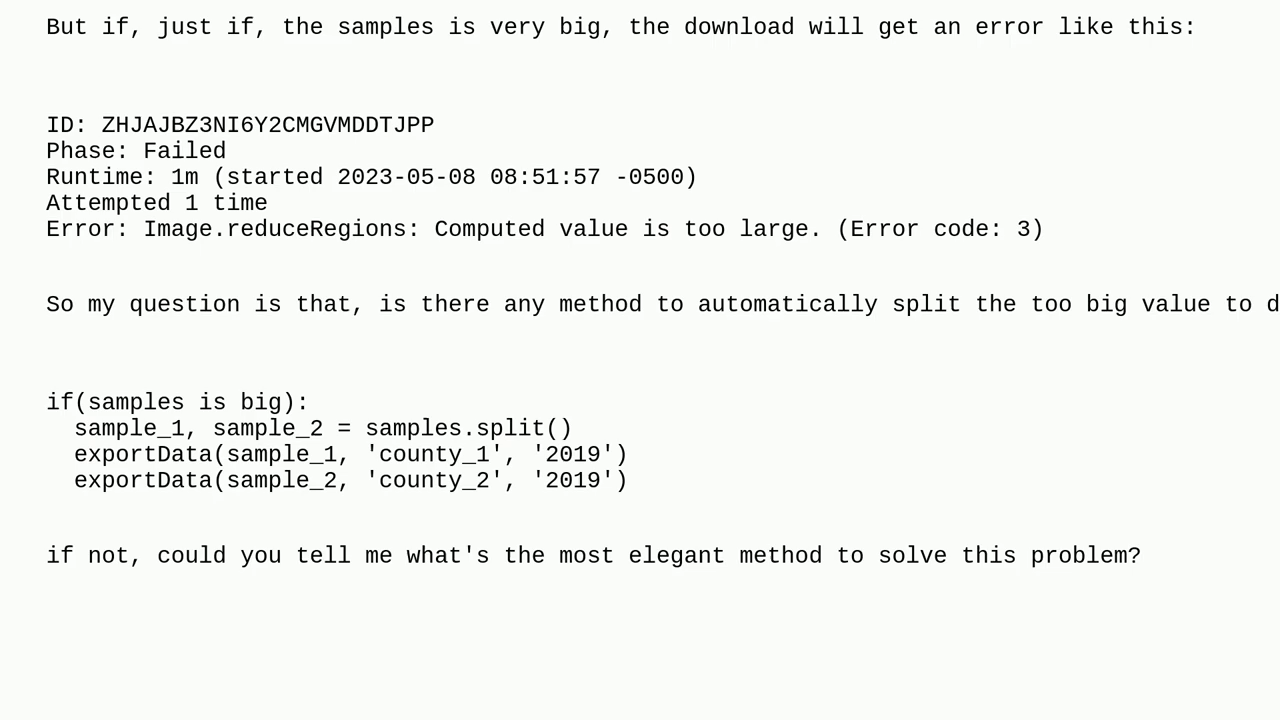 But if, just if, the samples is very big, the download will get an error like this:
ID: ZHJAJBZ3NI6Y2CMGVMDDTJPP
Phase: Failed
Runtime: 1m (started 2023-05-08 08:51:57 -0500)
Attempted 1 time
Error: Image.reduceRegions: Computed value is too large. (Error code: 3)
So my question is that, is there any method to automatically split the too big value to
if(samples is big):
  sample_1, sample_2 = samples.split()
  exportData(sample_1, 'county_1', '2019')
  exportData(sample_2, 'county_2', '2019')
if not, could you tell me what's the most elegant method to solve this problem?